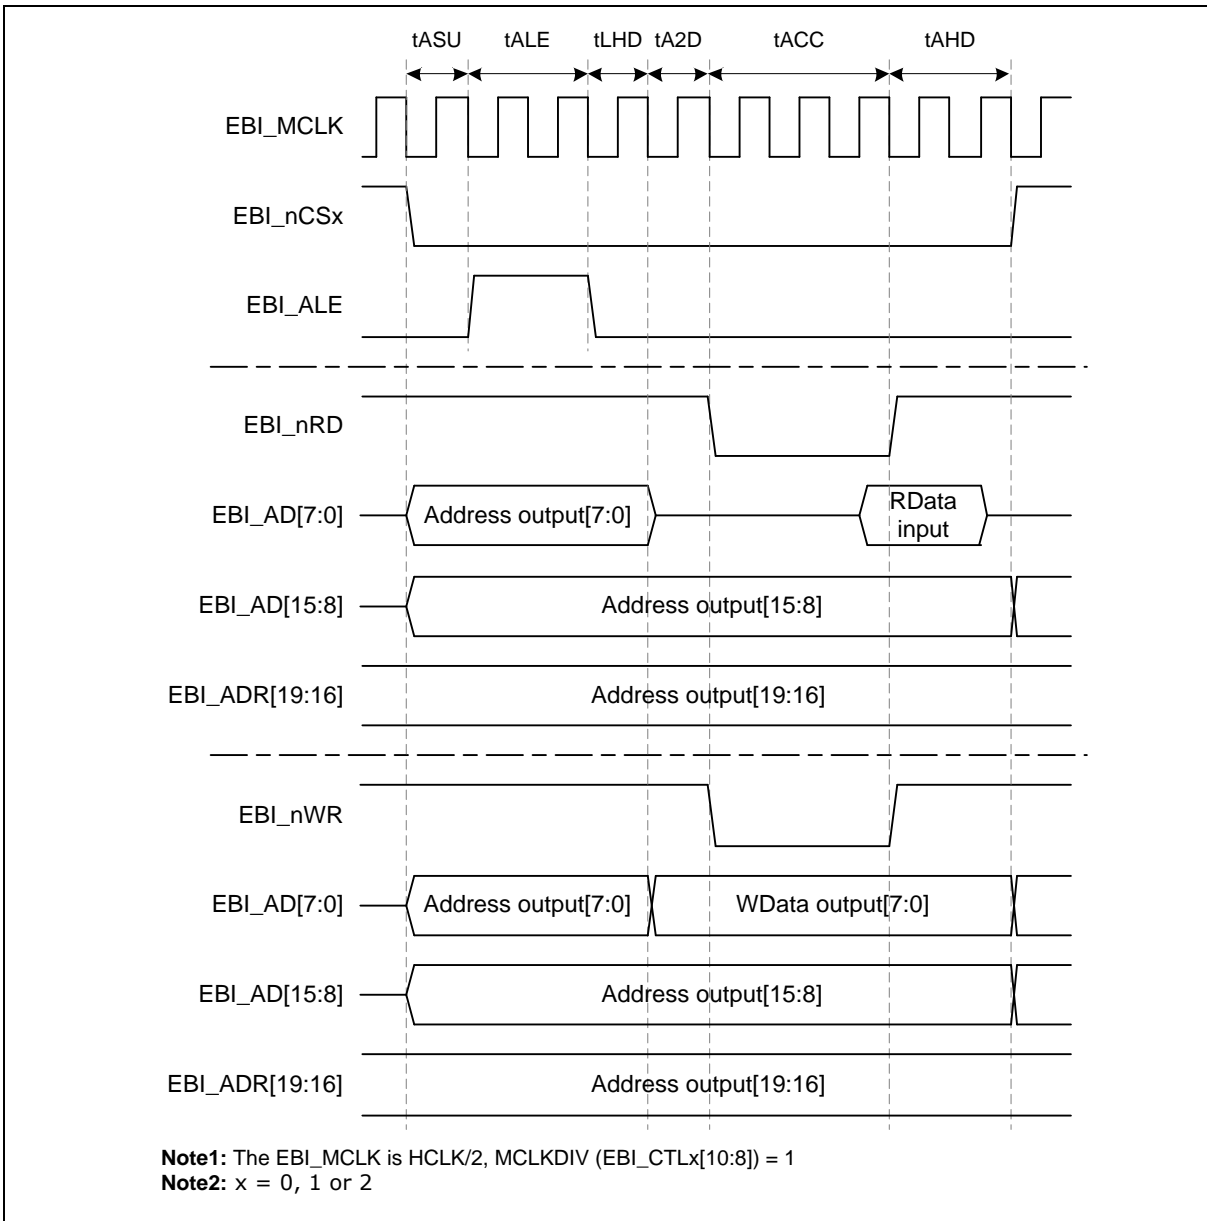 tASU tALE tLHD tA2D tACC tAHD
EBI_MCLK
EBI_nCSx
EBI_ALE
EBI_nRD
EBI_AD[7:0] Address output[7:0] RData
input
EBI_AD[15:8] Address output[15:8]
EBI_ADR[19:16] Address output[19:16]
EBI_nWR
EBI_AD[7:0] Address output[7:0] WData output[7:0]
EBI_AD[15:8] Address output[15:8]
EBI_ADR[19:16] Address output[19:16]
Note1: The EBI_MCLK is HCLK/2, MCLKDIV (EBI_CTLx[10:8]) = 1
Note2: x = 0, 1 or 2